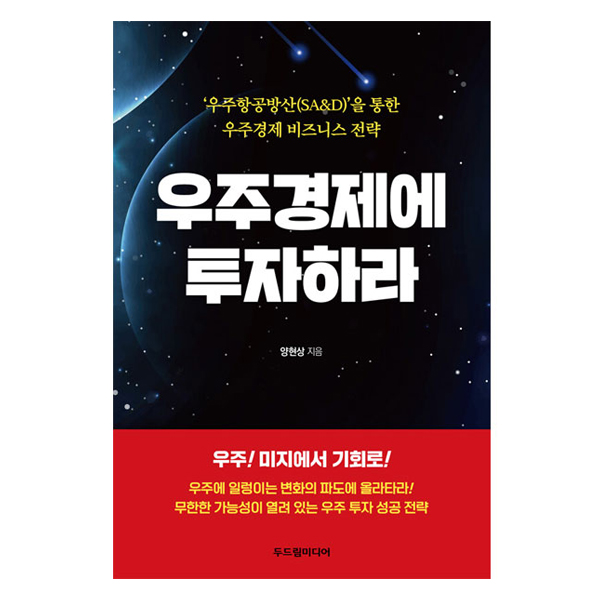 ‘우주항공방산(SA&D)’을 통한
우주경제 비즈니스 전략
우주경제에
투자하라
양현상 지음
우주! 미지에서 기회로!
우주에 일렁이는 변화의 파도에 올라타라!
무한한 가능성이 열려 있는 우주 투자 성공 전략
두드림미디어